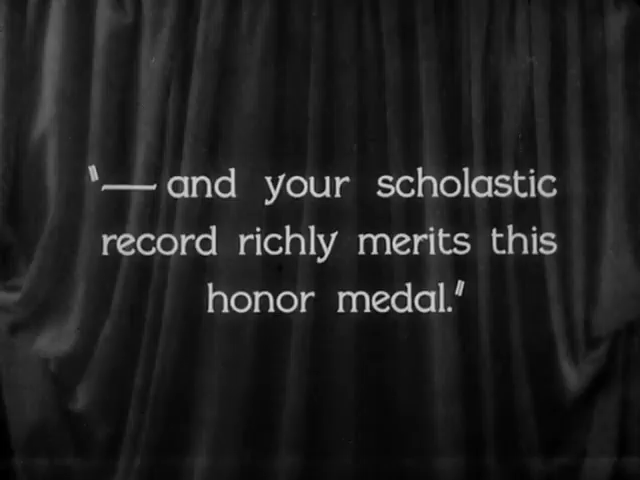 "—and your scholastic
record richly merits this
honor medal."